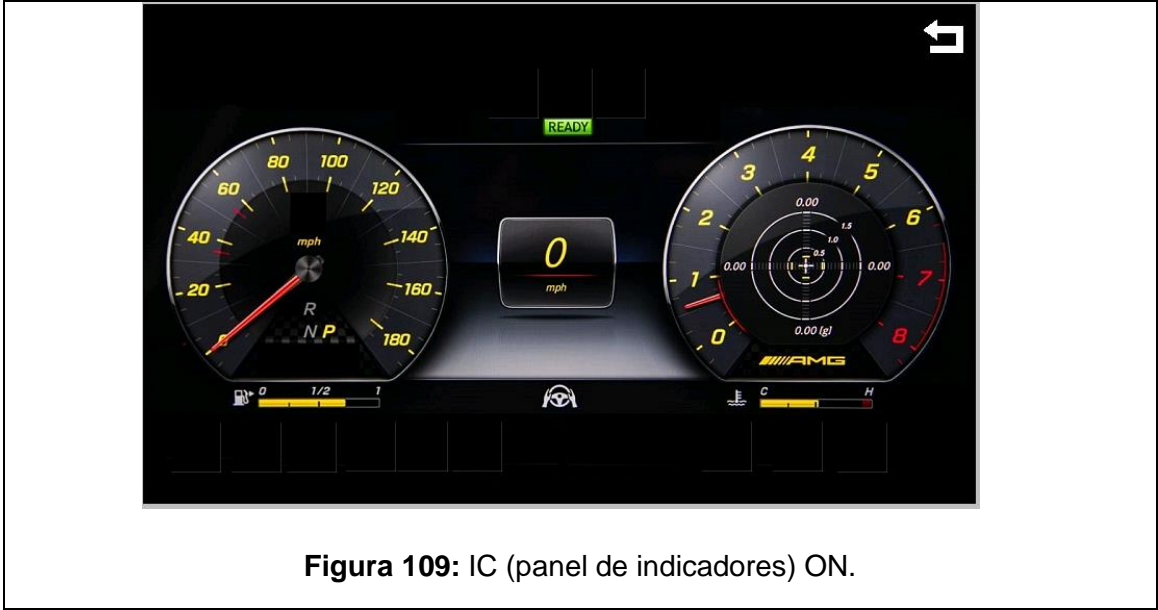 READY
80 100
60 120
40 140
mph
20 160
0 180
R
N P
0 1/2 1
0
mph
4
3 5
2 6
1 7
0 8
0.00
1.5
1.0
0.5
0.00 0.00
0.00 (g)
AMG
C H
Figura 109: IC (panel de indicadores) ON.